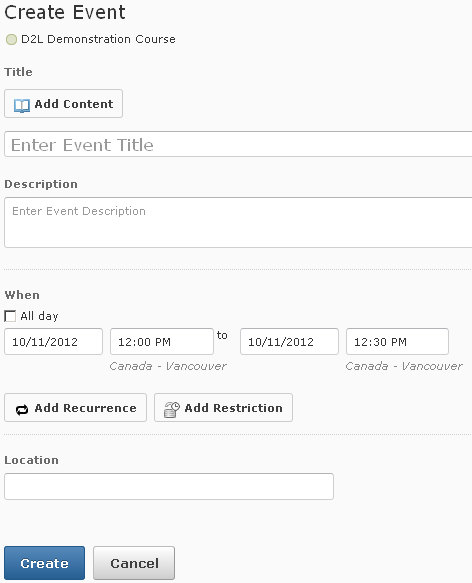 Create Event
D2L Demonstration Course
Title
Add Content
Enter Event Title
Description
Enter Event Description
When
All day
10/11/2012 12:00 PM to 10/11/2012 12:30 PM
Canada - Vancouver Canada - Vancouver
Add Recurrence Add Restriction
Location
Create Cancel